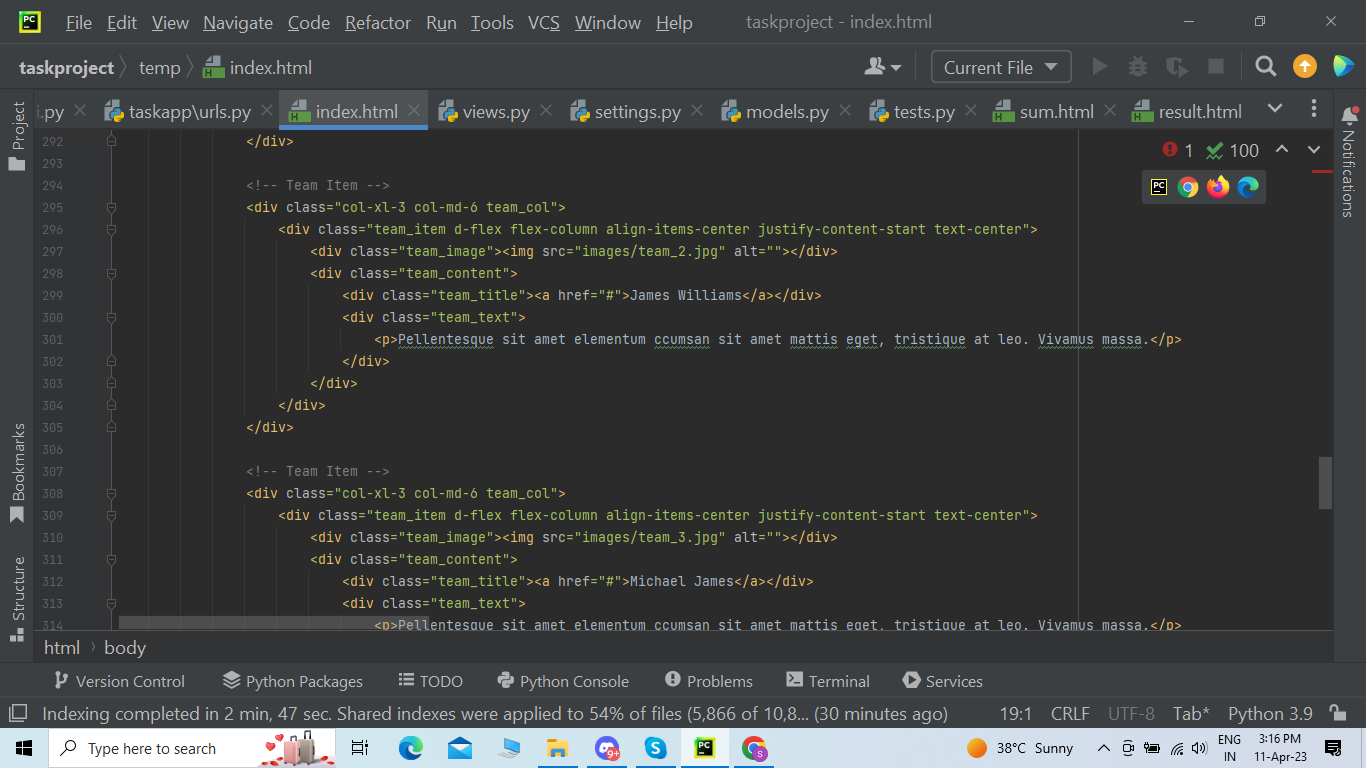 PC File Edit View Navigate Code Refactor Run Tools VCS Window Help taskproject - index.html
taskproject temp index.html Current File
i.py taskapp\urls.py index.html views.py settings.py models.py tests.py sum.html result.html
Project
Bookmarks
Structure
Notifications
1 100
292 </div>
293
294 <!-- Team Item -->
295 <div class="col-xl-3 col-md-6 team_col">
296 <div class="team_item d-flex flex-column align-items-center justify-content-start text-center">
297 <div class="team_image"><img src="images/team_2.jpg" alt=""></div>
298 <div class="team_content">
299 <div class="team_title"><a href="#">James Williams</a></div>
300 <div class="team_text">
301 <p>Pellentesque sit amet elementum ccumsan sit amet mattis eget, tristique at leo. Vivamus massa.</p>
302 </div>
303 </div>
304 </div>
305 </div>
306
307 <!-- Team Item -->
308 <div class="col-xl-3 col-md-6 team_col">
309 <div class="team_item d-flex flex-column align-items-center justify-content-start text-center">
310 <div class="team_image"><img src="images/team_3.jpg" alt=""></div>
311 <div class="team_content">
312 <div class="team_title"><a href="#">Michael James</a></div>
313 <div class="team_text">
314 <p>Pellentesque sit amet elementum ccumsan sit amet mattis eget, tristique at leo. Vivamus massa.</p>
html body
Version Control Python Packages TODO Python Console Problems Terminal Services
Indexing completed in 2 min, 47 sec. Shared indexes were applied to 54% of files (5,866 of 10,8... (30 minutes ago) 19:1 CRLF UTF-8 Tab* Python 3.9
Type here to search 9+ S PC S 38°C Sunny ENG IN 3:16 PM 11-Apr-23